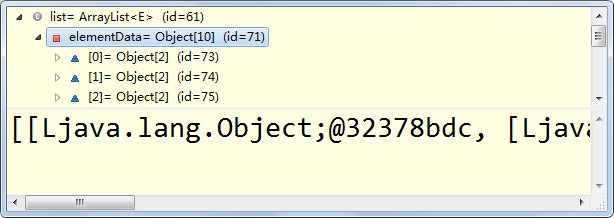 list= ArrayList<E> (id=61)
elementData= Object[10] (id=71)
[0]= Object[2] (id=73)
[1]= Object[2] (id=74)
[2]= Object[2] (id=75)
[[Ljava.lang.Object;@32378bdc, [Ljava